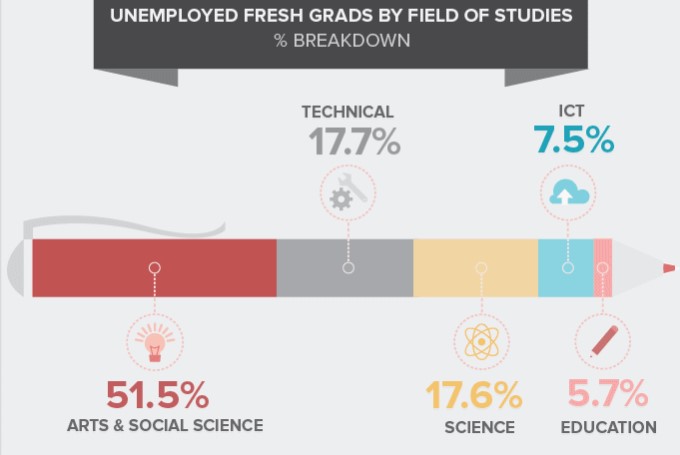 UNEMPLOYED FRESH GRADS BY FIELD OF STUDIES
% BREAKDOWN
TECHNICAL
17.7%
ICT
7.5%
51.5%
ARTS & SOCIAL SCIENCE
17.6%
SCIENCE
5.7%
EDUCATION